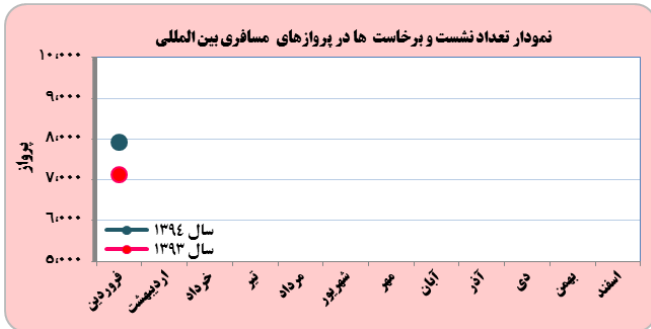 نمودار تعداد نشست و برخاست ها در پروازهای مسافری بین المللی
پرواز
۱۰،۰۰۰
۹،۰۰۰
۸،۰۰۰
۷،۰۰۰
۶،۰۰۰
۵،۰۰۰
سال ۱۳۹٤
سال ۱۳۹۳
فروردین
اردیبهشت
خرداد
تیر
مرداد
شهریور
مهر
آبان
آذر
دی
بهمن
اسفند